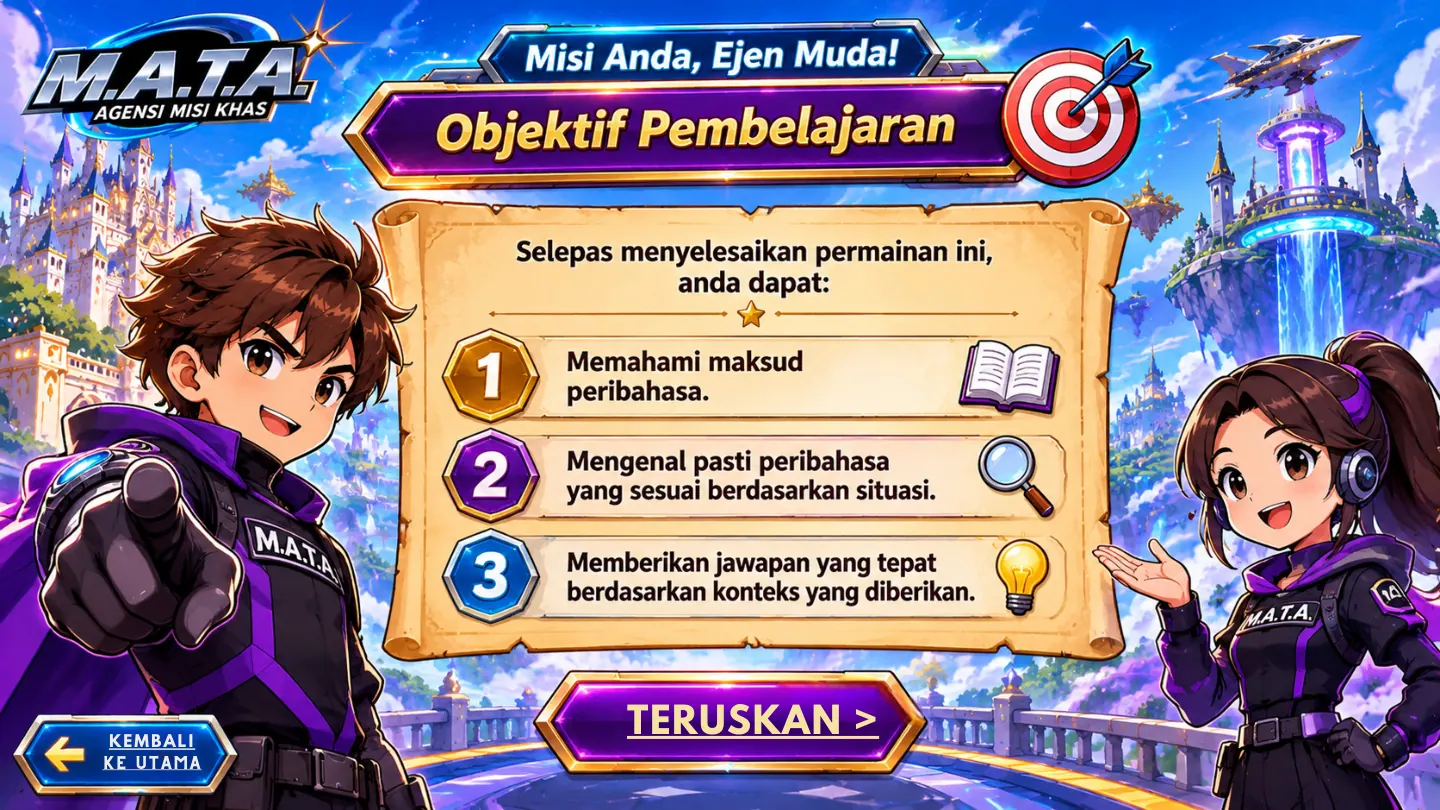 M.A.T.A.
AGENSI MISI KHAS
Misi Anda, Ejen Muda!
Objektif Pembelajaran
Selepas menyelesaikan permainan ini,
anda dapat:
1
Memahami maksud
peribahasa.
2
Mengenal pasti peribahasa
yang sesuai berdasarkan situasi.
3
Memberikan jawapan yang tepat
berdasarkan konteks yang diberikan.
M.A.T.A.
M.A.T.A.
TERUSKAN >
KEMBALI
KE UTAMA